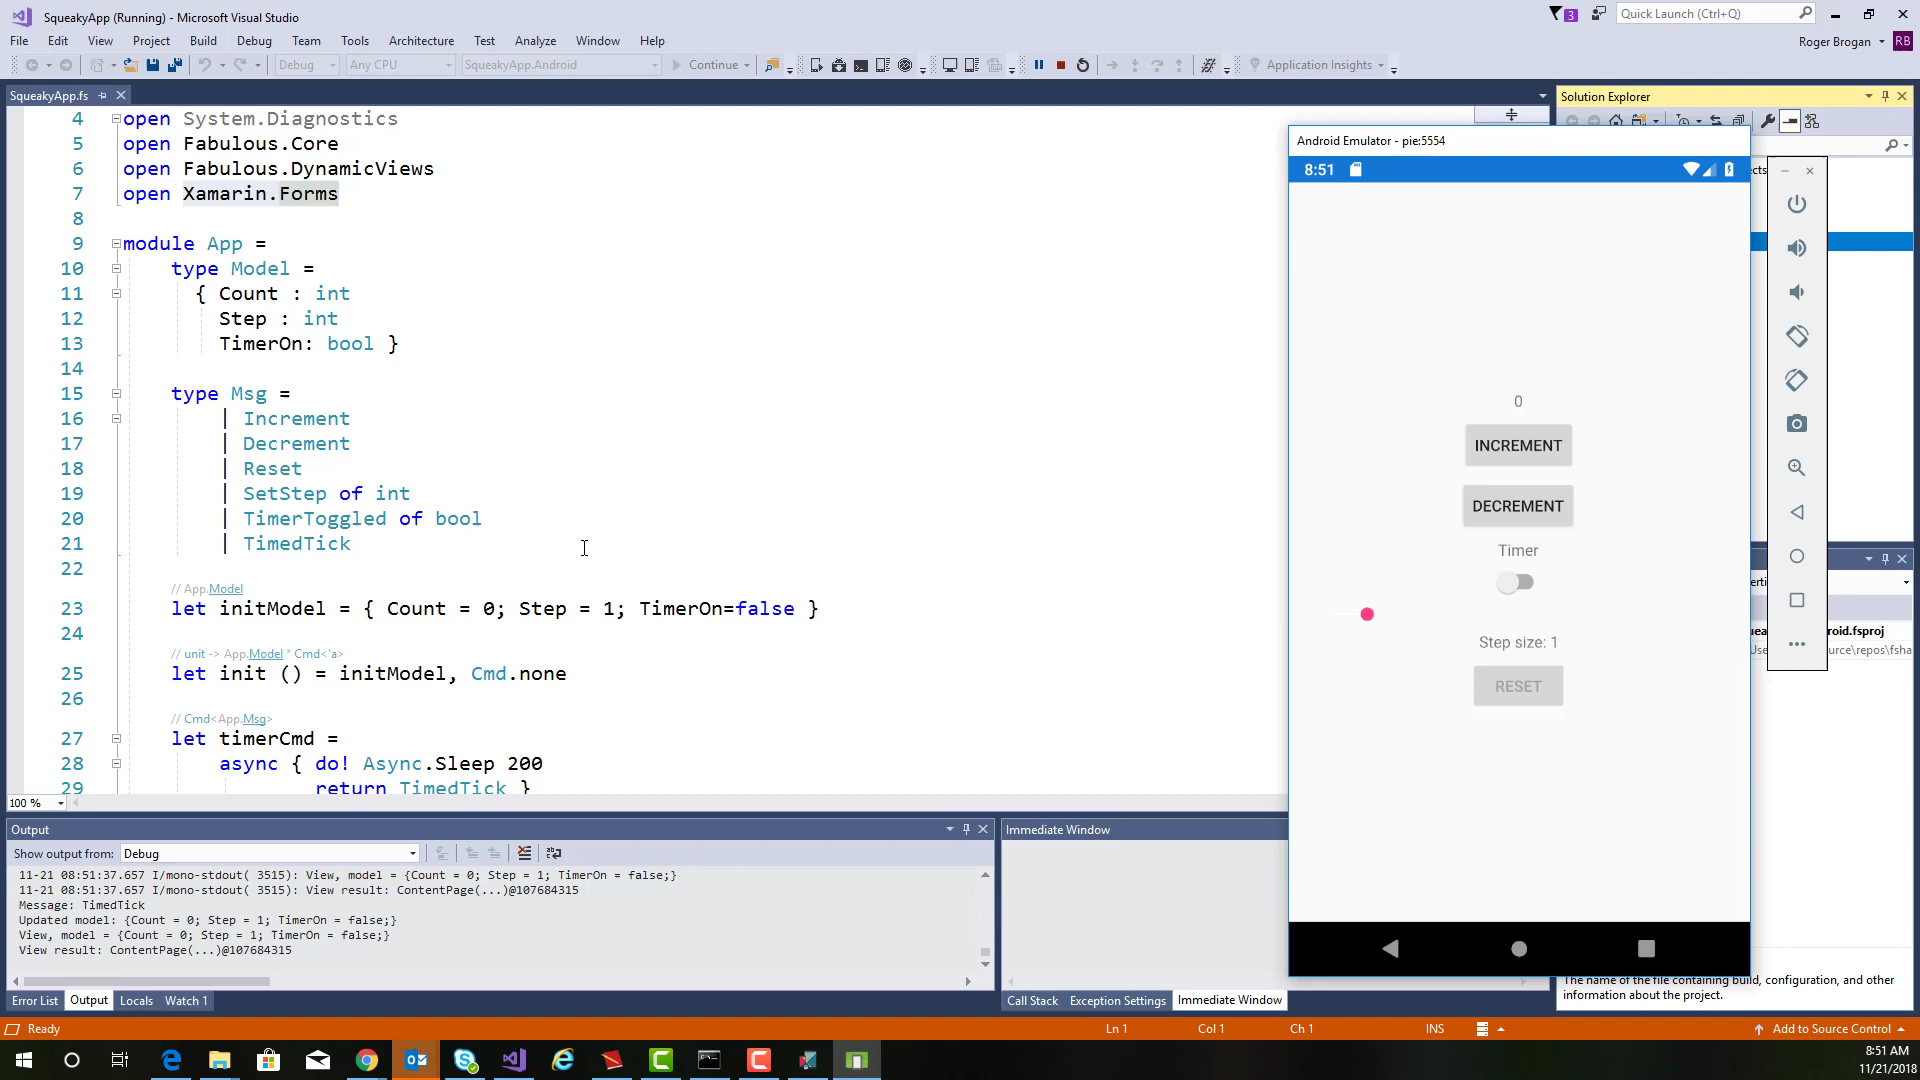 SqueakyApp (Running) - Microsoft Visual Studio
3
Quick Launch (Ctrl+Q)
File Edit View Project Build Debug Team Tools Architecture Test Analyze Window Help
Roger Brogan RB
Debug Any CPU SqueakyApp.Android Continue Application Insights
SqueakyApp.fs
Solution Explorer
4 open System.Diagnostics
5 open Fabulous.Core
6 open Fabulous.DynamicViews
7 open Xamarin.Forms
8
9 module App =
10 type Model =
11 { Count : int
12 Step : int
13 TimerOn: bool }
14
15 type Msg =
16 | Increment
17 | Decrement
18 | Reset
19 | SetStep of int
20 | TimerToggled of bool
21 | TimedTick
22
// App.Model
23 let initModel = { Count = 0; Step = 1; TimerOn=false }
24
// unit -> App.Model * Cmd<'a>
25 let init () = initModel, Cmd.none
26
// Cmd<App.Msg>
27 let timerCmd =
28 async { do! Async.Sleep 200
29 return TimedTick }
100 %
Android Emulator - pie:5554
8:51
0
INCREMENT
DECREMENT
Timer
Step size: 1
RESET
roid.fsproj
ource\repos\fsha
The name of the file containing build, configuration, and other
information about the project.
Output
Show output from: Debug
11-21 08:51:37.657 I/mono-stdout( 3515): View, model = {Count = 0; Step = 1; TimerOn = false;}
11-21 08:51:37.657 I/mono-stdout( 3515): View result: ContentPage(...)@107684315
Message: TimedTick
Updated model: {Count = 0; Step = 1; TimerOn = false;}
View, model = {Count = 0; Step = 1; TimerOn = false;}
View result: ContentPage(...)@107684315
Error List Output Locals Watch 1
Immediate Window
Call Stack Exception Settings Immediate Window
Ready
Ln 1 Col 1 Ch 1 INS
Add to Source Control
8:51 AM
11/21/2018